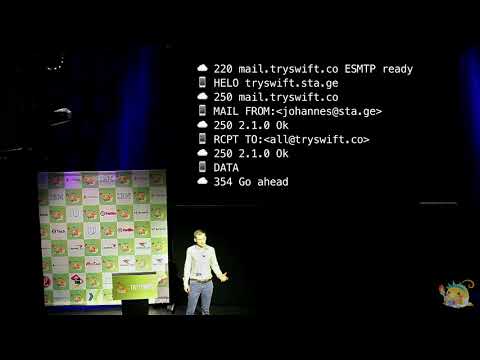 220 mail.tryswift.co ESMTP ready
HELO tryswift.sta.ge
250 mail.tryswift.co
MAIL FROM:<johannes@sta.ge>
250 2.1.0 Ok
RCPT TO:<all@tryswift.co>
250 2.1.0 Ok
DATA
354 Go ahead
TRY! SWIFT